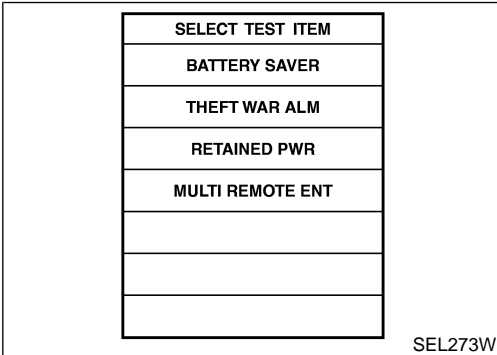 SELECT TEST ITEM
BATTERY SAVER
THEFT WAR ALM
RETAINED PWR
MULTI REMOTE ENT
SEL273W